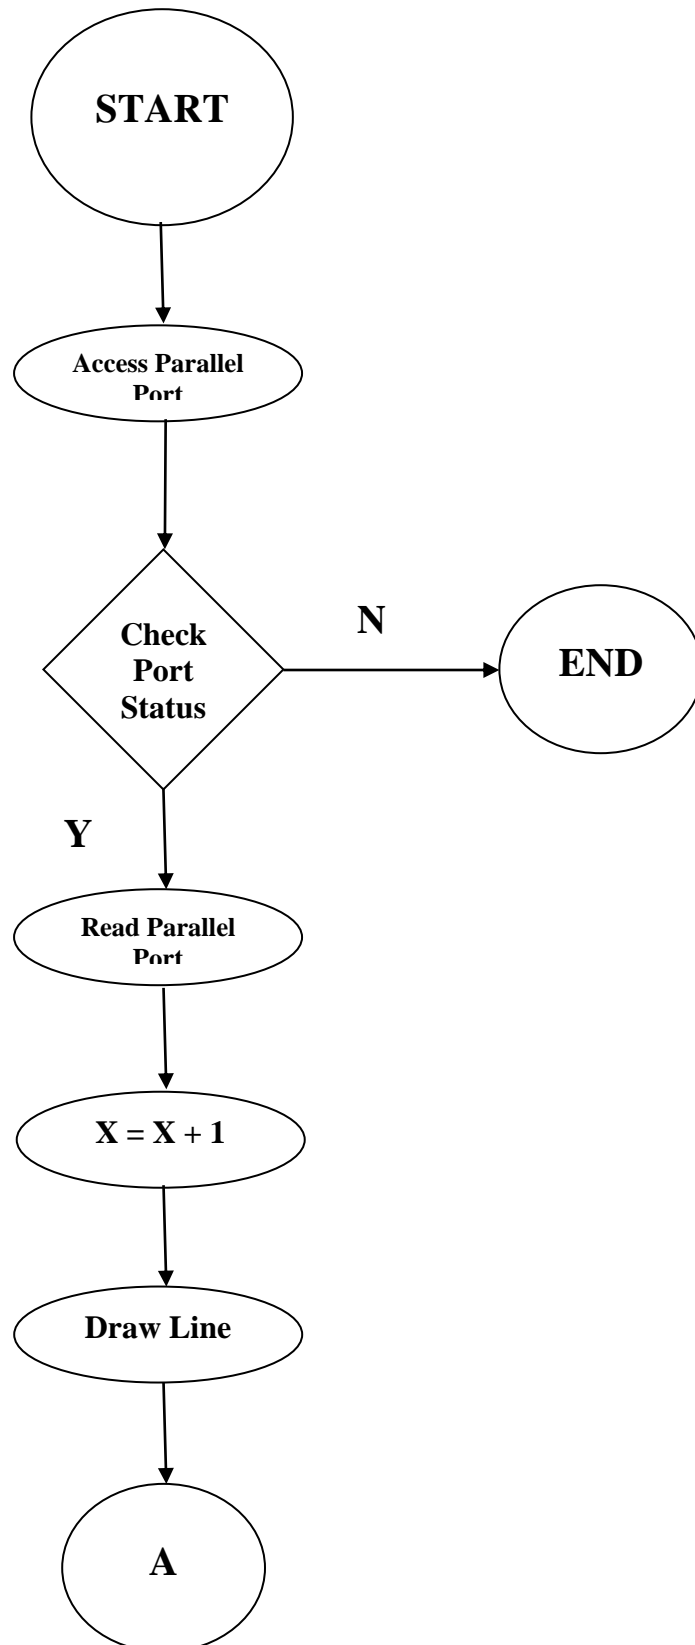 START
Access Parallel
Port
Check
Port
Status
N
END
Y
Read Parallel
Port
X = X + 1
Draw Line
A